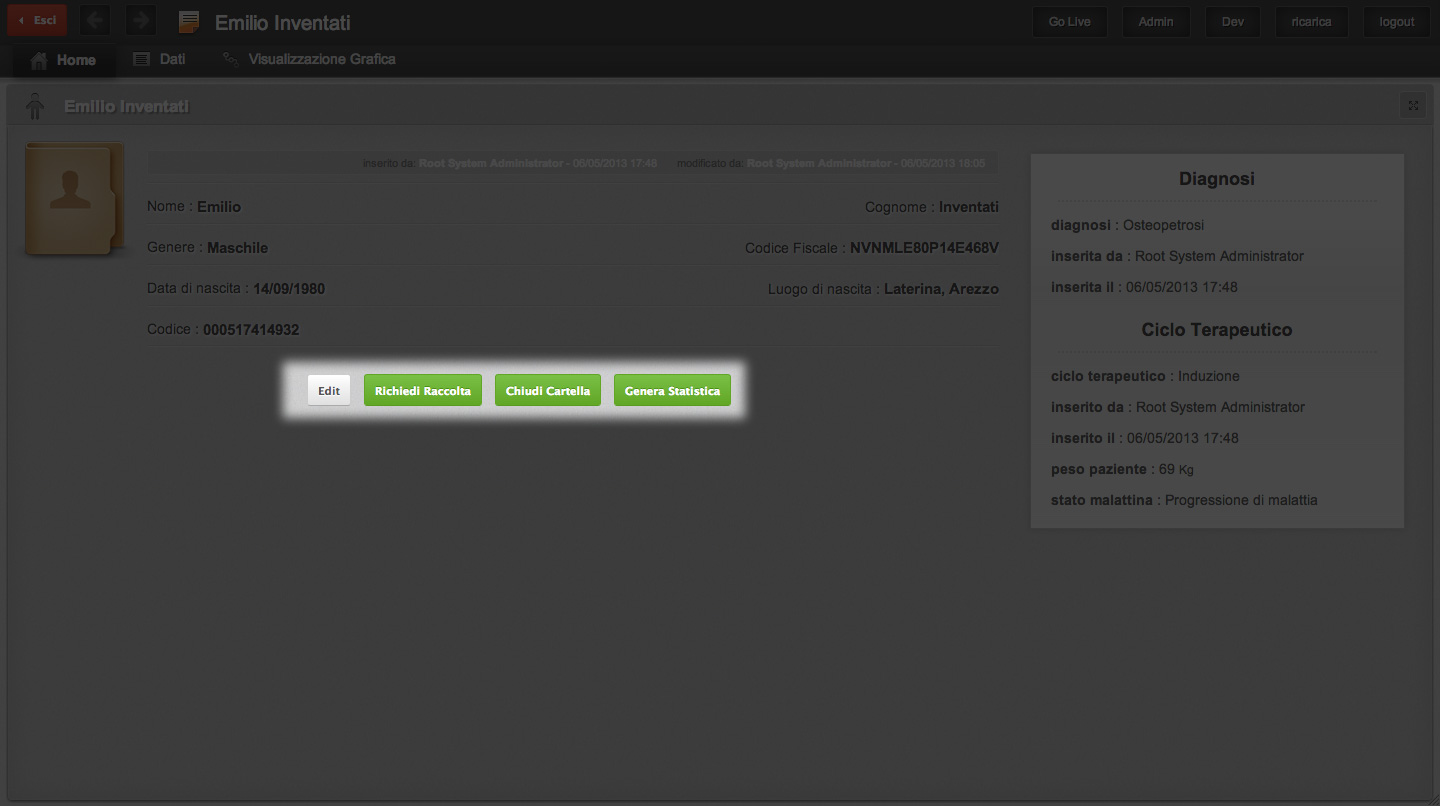 Esci
Emilio Inventati
Go Live
Admin
Dev
ricarica
logout
Home
Dati
Visualizzazione Grafica
Emilio Inventati
inserito da: Root System Administrator - 06/05/2013 17:48 modificato da: Root System Administrator - 06/05/2013 18:05
Nome : Emilio
Cognome : Inventati
Genere : Maschile
Codice Fiscale : NVNMLE80P14E468V
Data di nascita : 14/09/1980
Luogo di nascita : Laterina, Arezzo
Codice : 000517414932
Edit
Richiedi Raccolta
Chiudi Cartella
Genera Statistica
Diagnosi
diagnosi : Osteopetrosi
inserita da : Root System Administrator
inserita il : 06/05/2013 17:48
Ciclo Terapeutico
ciclo terapeutico : Induzione
inserito da : Root System Administrator
inserito il : 06/05/2013 17:48
peso paziente : 69 Kg
stato malattina : Progressione di malattia